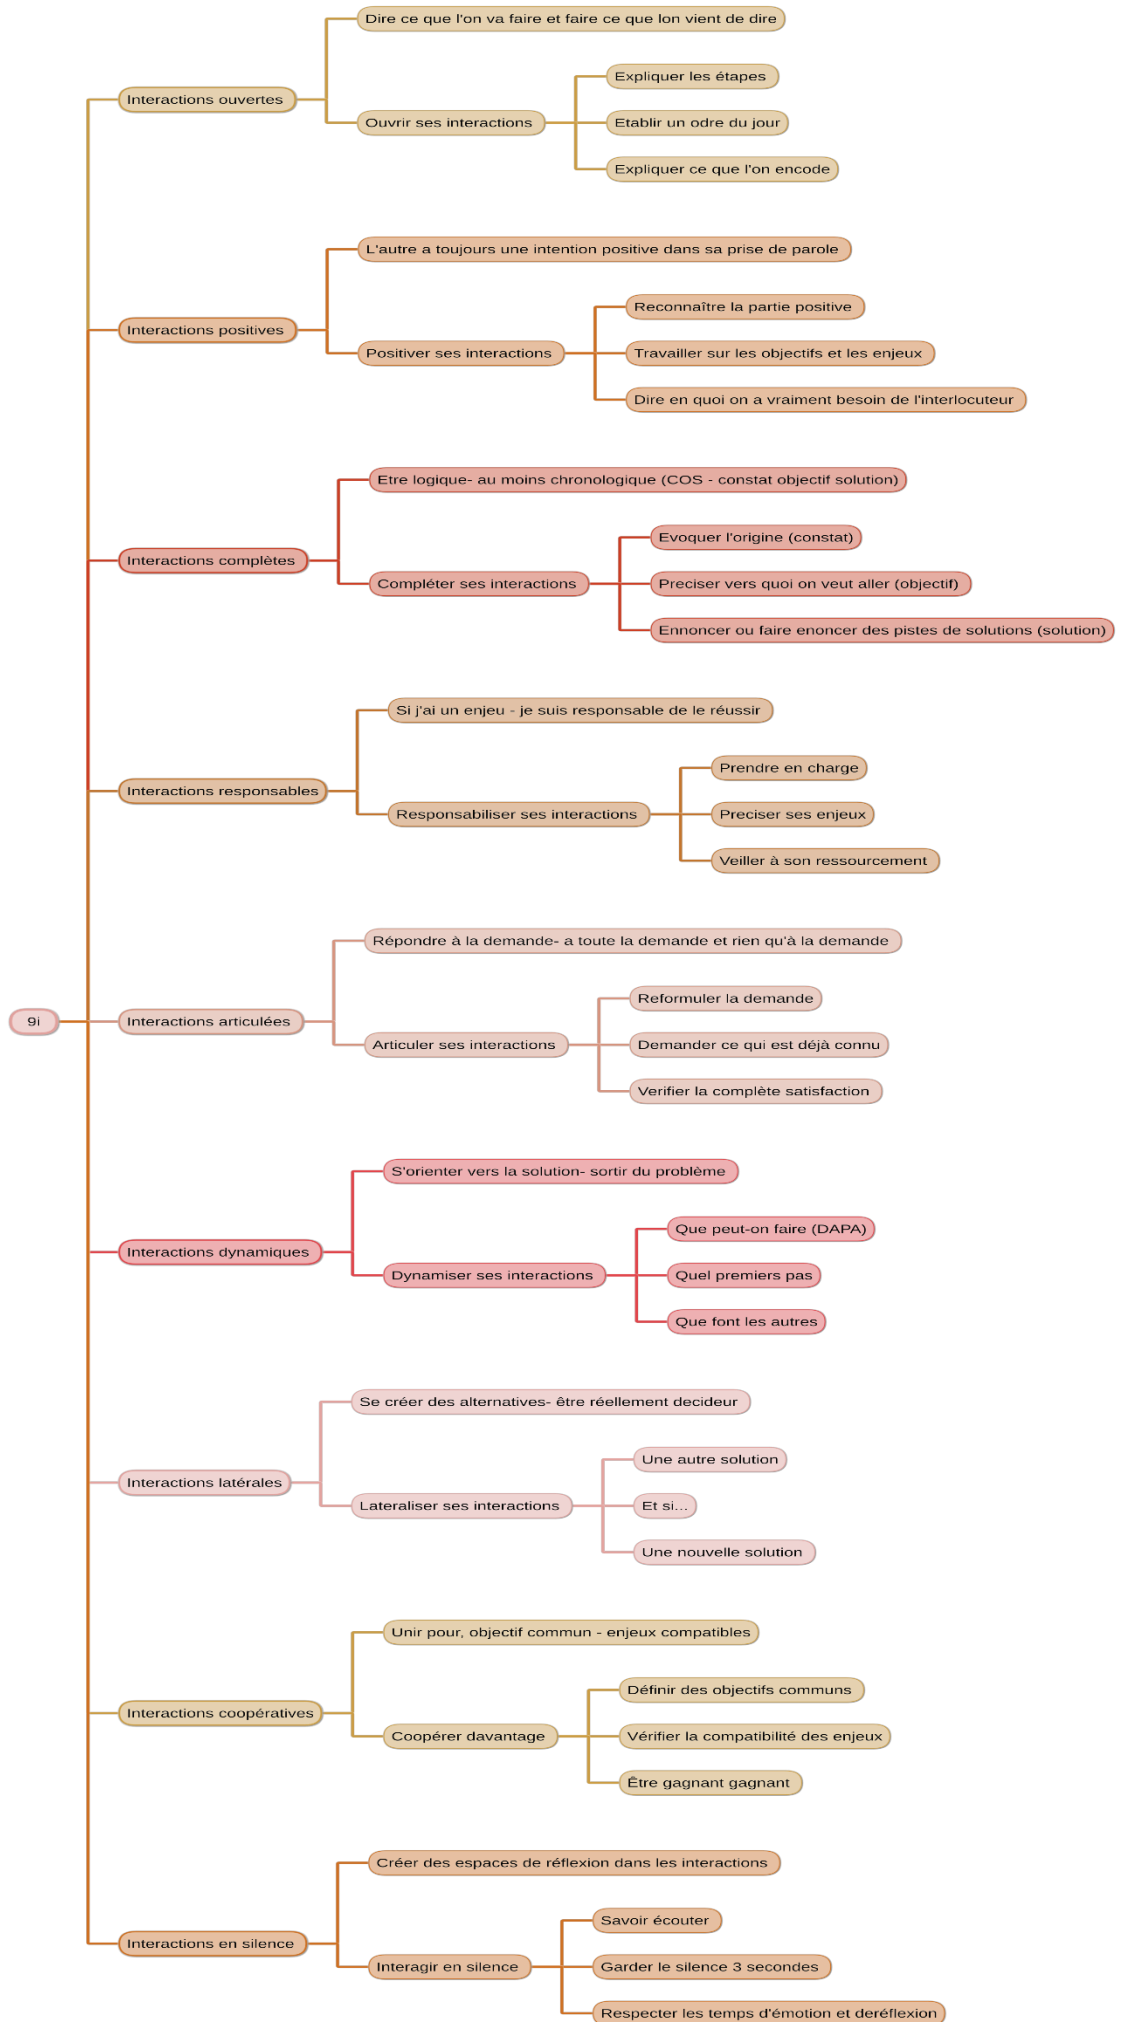 Dire ce que l'on va faire et faire ce que lon vient de dire
Expliquer les étapes
Interactions ouvertes
Ouvrir ses interactions
Etablir un odre du jour
Expliquer ce que l'on encode
L'autre a toujours une intention positive dans sa prise de parole
Reconnaître la partie positive
Interactions positives
Positiver ses interactions
Travailler sur les objectifs et les enjeux
Dire en quoi on a vraiment besoin de l'interlocuteur
Etre logique- au moins chronologique (COS - constat objectif solution)
Evoquer l'origine (constat)
Interactions complètes
Compléter ses interactions
Preciser vers quoi on veut aller (objectif)
Ennoncer ou faire enoncer des pistes de solutions (solution)
Si j'ai un enjeu - je suis responsable de le réussir
Prendre en charge
Interactions responsables
Responsabiliser ses interactions
Preciser ses enjeux
Veiller à son ressourcement
Répondre à la demande- a toute la demande et rien qu'à la demande
Reformuler la demande
9i
Interactions articulées
Articuler ses interactions
Demander ce qui est déjà connu
Verifier la complète satisfaction
S'orienter vers la solution- sortir du problème
Que peut-on faire (DAPA)
Interactions dynamiques
Dynamiser ses interactions
Quel premiers pas
Que font les autres
Se créer des alternatives- être réellement decideur
Une autre solution
Interactions latérales
Lateraliser ses interactions
Et si...
Une nouvelle solution
Unir pour, objectif commun - enjeux compatibles
Définir des objectifs communs
Interactions coopératives
Coopérer davantage
Vérifier la compatibilité des enjeux
Être gagnant gagnant
Créer des espaces de réflexion dans les interactions
Savoir écouter
Interactions en silence
Interagir en silence
Garder le silence 3 secondes
Respecter les temps d'émotion et deréflexion